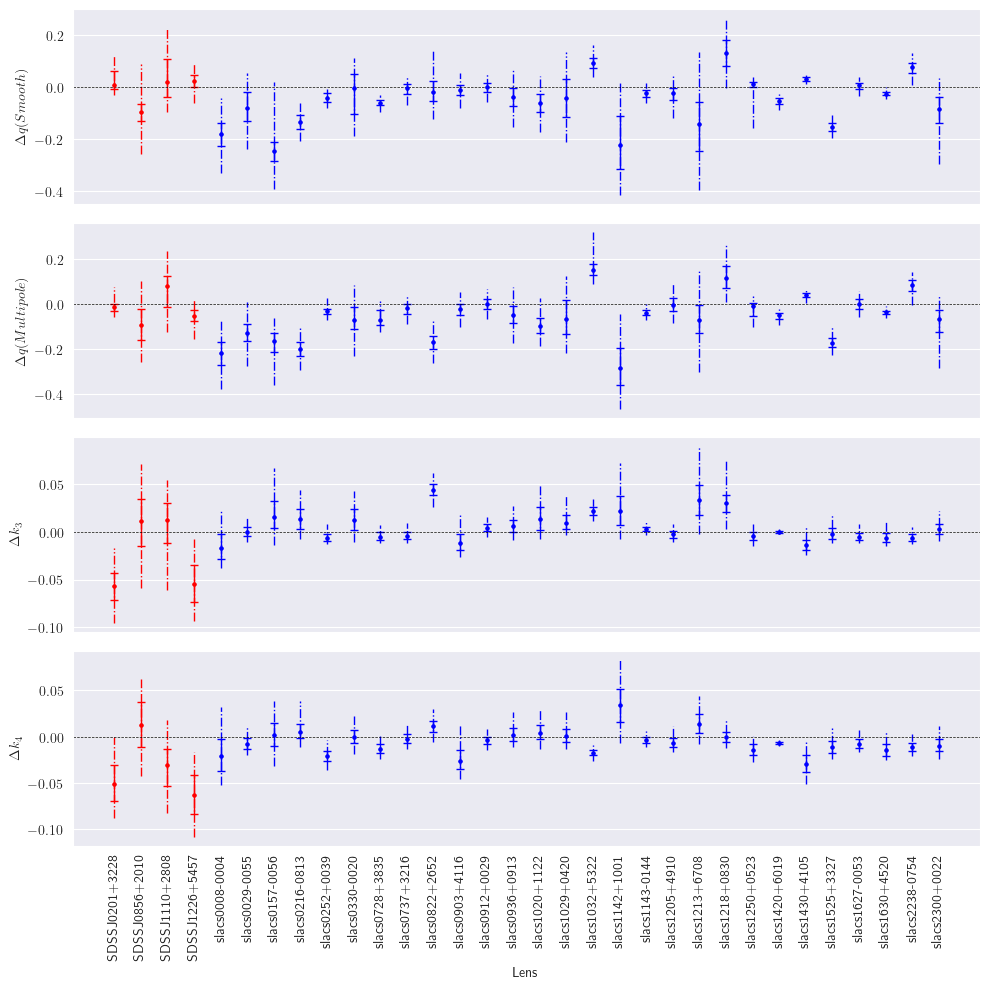 0.2
0.0
−0.2
−0.4
Δq(Smooth)
0.2
0.0
−0.2
−0.4
Δq(Multipole)
0.05
0.00
−0.05
−0.10
Δk₃
0.05
0.00
−0.05
−0.10
Δk₄
SDSSJ0201+3228
SDSSJ0856+2010
SDSSJ1110+2808
SDSSJ1226+5457
slacs0008-0004
slacs0029-0055
slacs0157-0056
slacs0216-0813
slacs0252+0039
slacs0330-0020
slacs0728+3835
slacs0737+3216
slacs0822+2652
slacs0903+4116
slacs0912+0029
slacs0936+0913
slacs1020+1122
slacs1029+0420
slacs1032+5322
slacs1142+1001
slacs1143-0144
slacs1205+4910
slacs1213+6708
slacs1218+0830
slacs1250+0523
slacs1420+6019
slacs1430+4105
slacs1525+3327
slacs1627-0053
slacs1630+4520
slacs2238-0754
slacs2300+0022
Lens